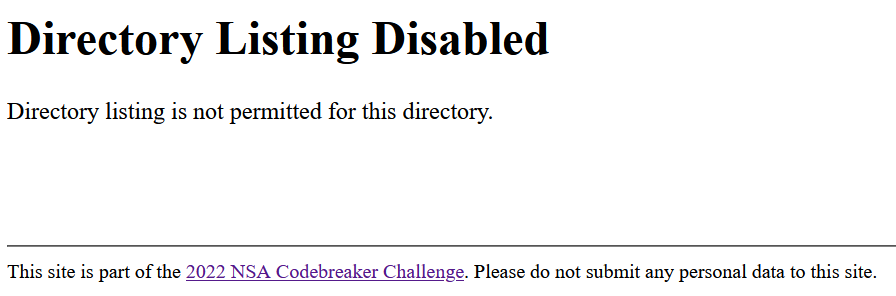 Directory Listing Disabled
Directory listing is not permitted for this directory.
This site is part of the 2022 NSA Codebreaker Challenge. Please do not submit any personal data to this site.